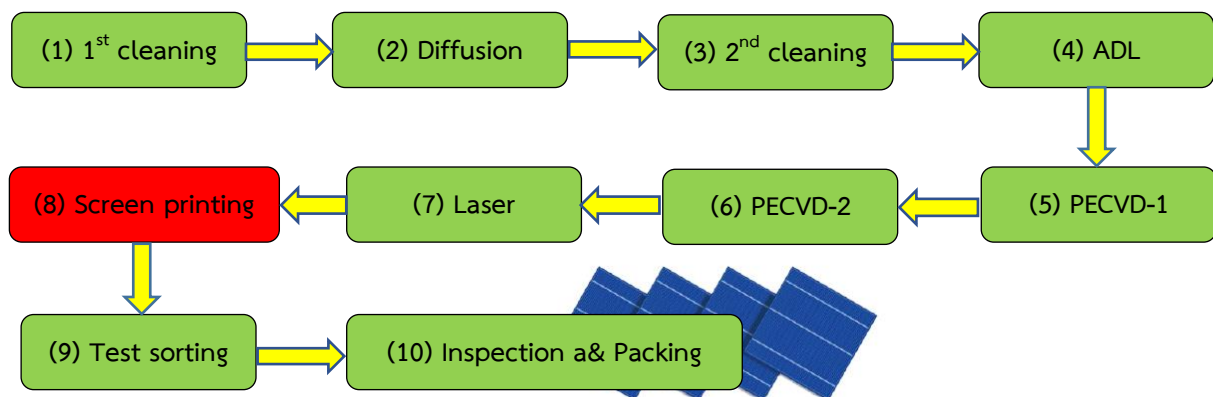 (1) 1st cleaning
(2) Diffusion
(3) 2nd cleaning
(4) ADL
(8) Screen printing
(7) Laser
(6) PECVD-2
(5) PECVD-1
(9) Test sorting
(10) Inspection a& Packing